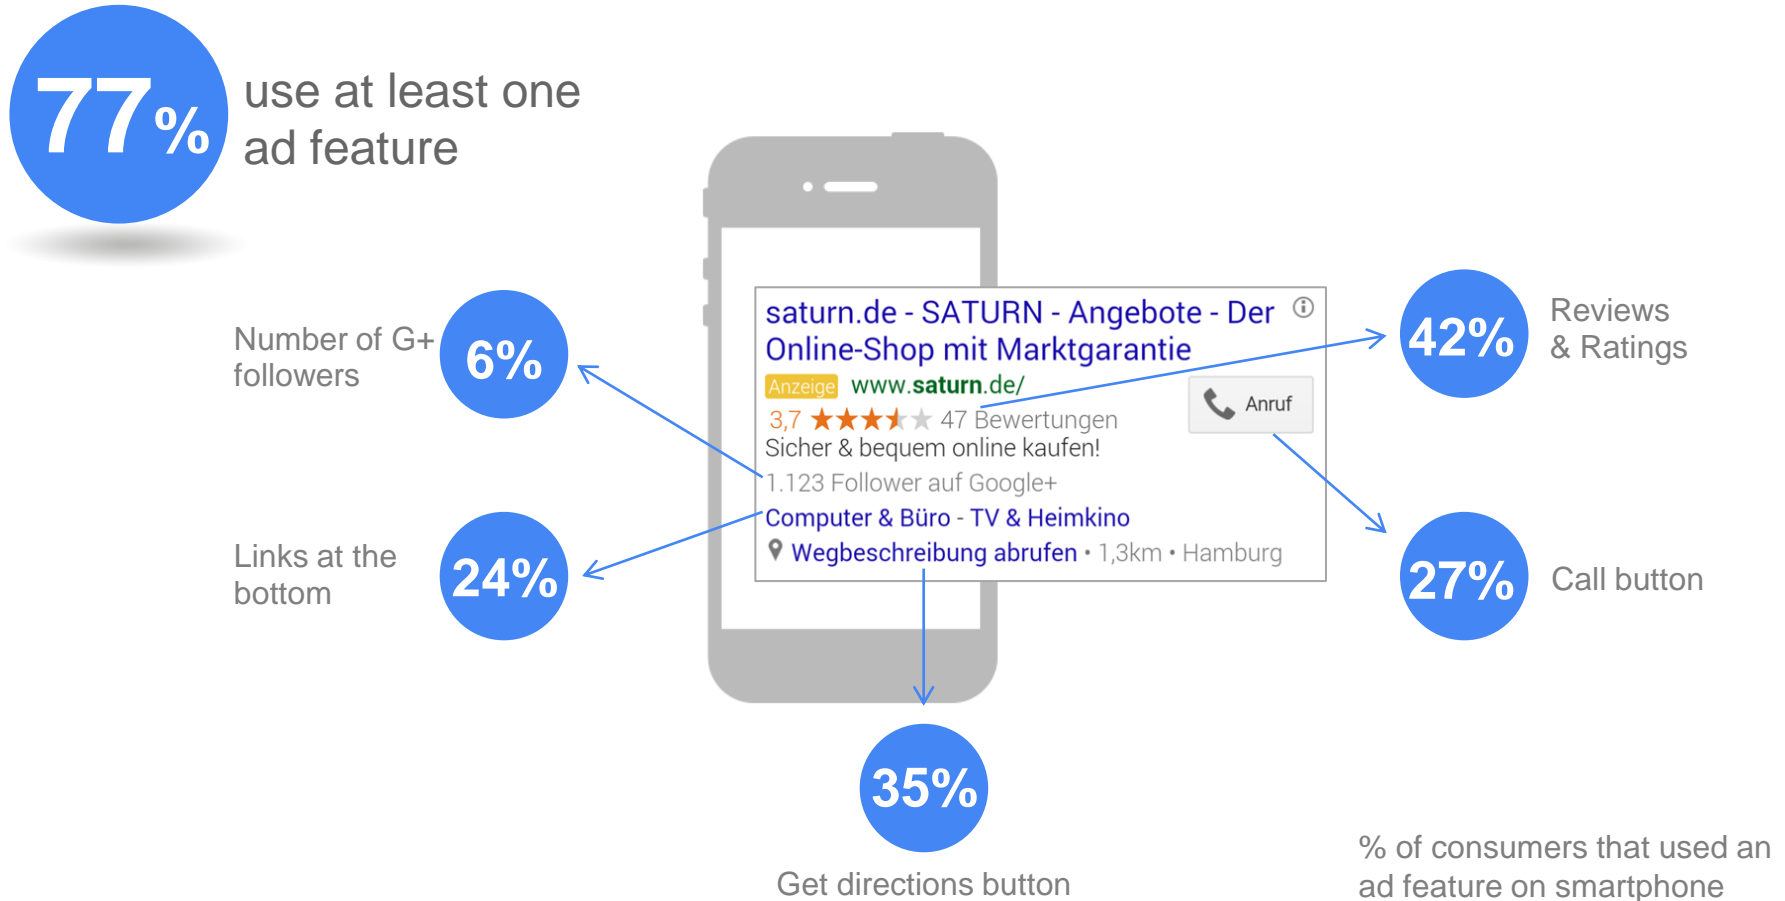 77%
use at least one
ad feature
Number of G+
followers
6%
Links at the
bottom
24%
saturn.de - SATURN - Angebote - Der
Online-Shop mit Marktgarantie
Anzeige www.saturn.de/
3,7 47 Bewertungen
Anruf
Sicher & bequem online kaufen!
1.123 Follower auf Google+
Computer & Büro - TV & Heimkino
Wegbeschreibung abrufen • 1,3km • Hamburg
42%
Reviews
& Ratings
27%
Call button
35%
Get directions button
% of consumers that used an
ad feature on smartphone